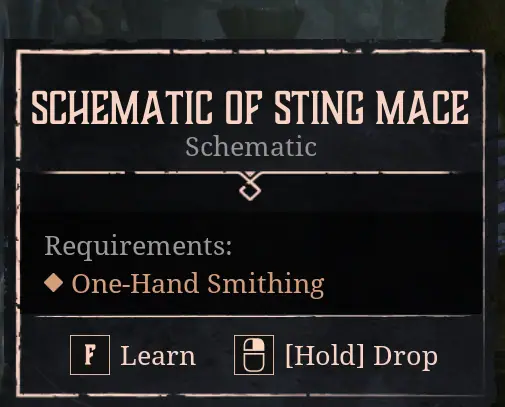 SCHEMATIC OF STING MACE
Schematic
Requirements:
One-Hand Smithing
F Learn [Hold] Drop